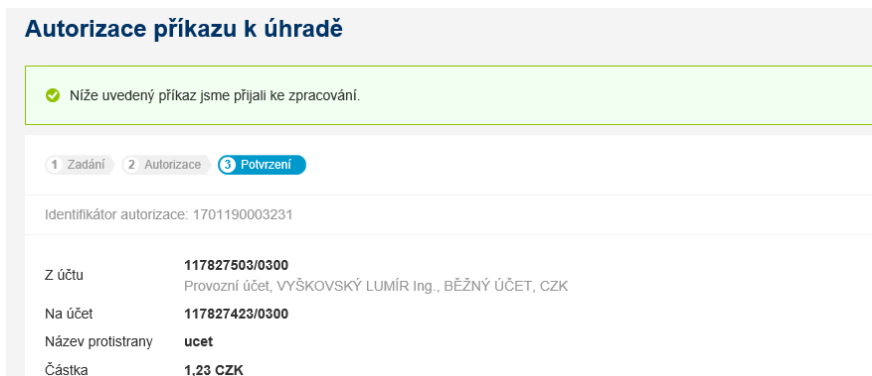 Autorizace příkazu k úhradě
Níže uvedený příkaz jsme přijali ke zpracování.
1 Zadání 2 Autorizace 3 Potvrzení
Identifikátor autorizace: 1701190003231
Z účtu 117827503/0300
Provozní účet, VYŠKOVSKÝ LUMÍR Ing., BĚŽNÝ ÚČET, CZK
Na účet 117827423/0300
Název protistrany ucet
Částka 1,23 CZK